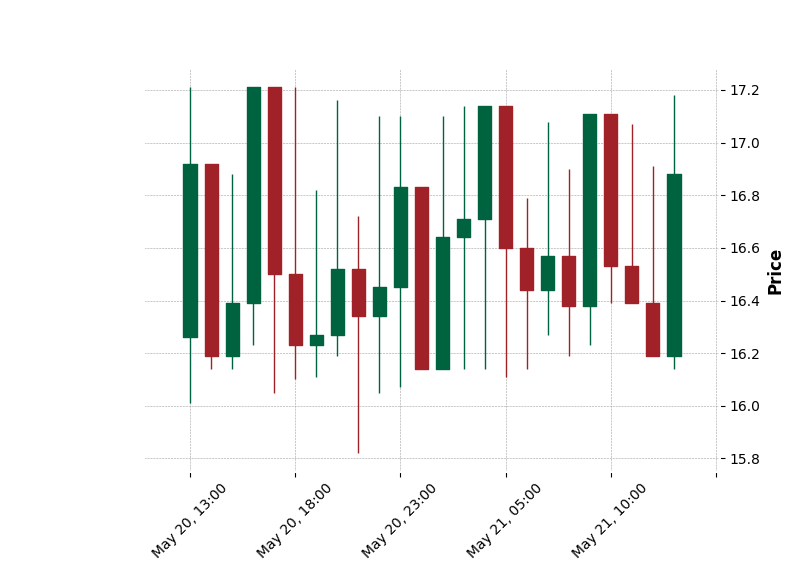 17.2
17.0
16.8
16.6
16.4
16.2
16.0
15.8
Price
May 20, 13:00
May 20, 18:00
May 20, 23:00
May 21, 05:00
May 21, 10:00